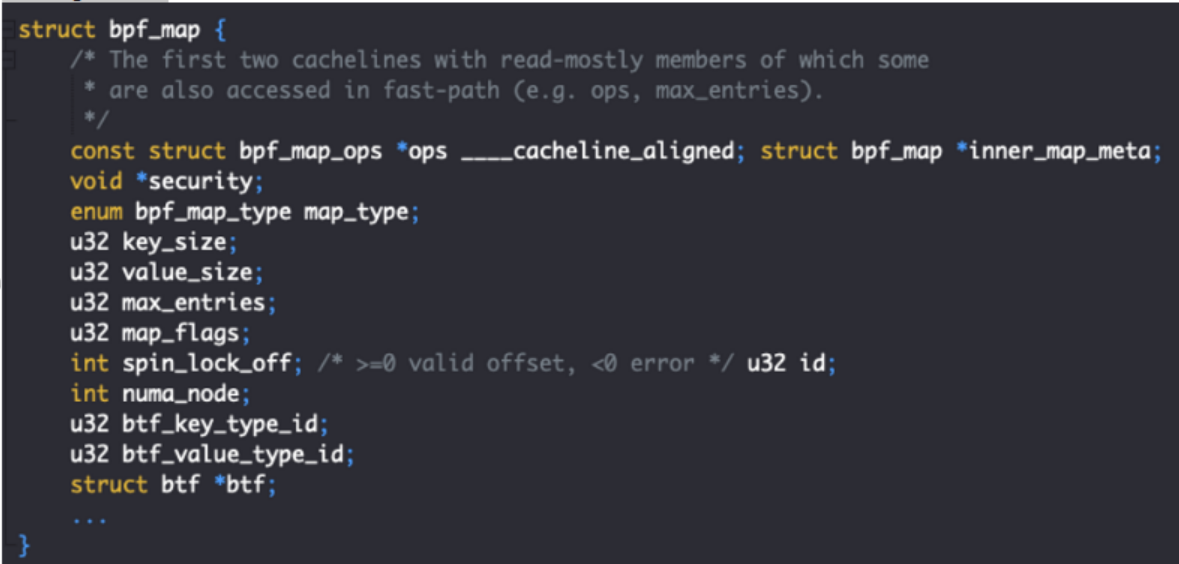 struct bpf_map {
/* The first two cachelines with read-mostly members of which some
* are also accessed in fast-path (e.g. ops, max_entries).
*/
const struct bpf_map_ops *ops ____cacheline_aligned; struct bpf_map *inner_map_meta;
void *security;
enum bpf_map_type map_type;
u32 key_size;
u32 value_size;
u32 max_entries;
u32 map_flags;
int spin_lock_off; /* >=0 valid offset, <0 error */ u32 id;
int numa_node;
u32 btf_key_type_id;
u32 btf_value_type_id;
struct btf *btf;
...
}